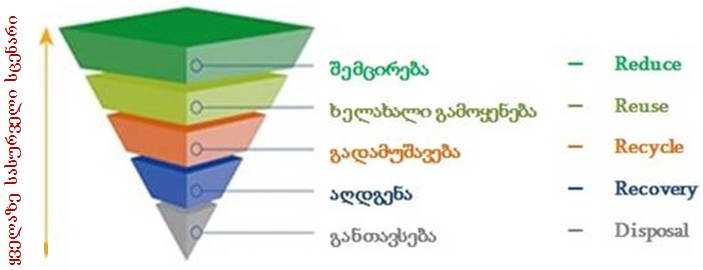 ყველაზე სასურველი სცენარი
შემცირება – Reduce
ხელახალი გამოყენება – Reuse
გადამუშავება – Recycle
აღდგენა – Recovery
განთავსება – Disposal